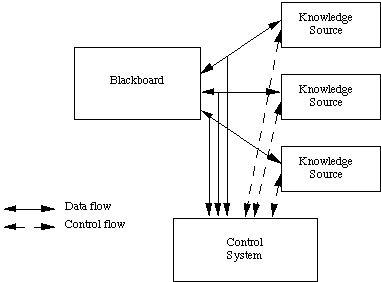 Knowledge
Source
Blackboard
Knowledge
Source
Knowledge
Source
Data flow
Control flow
Control
System